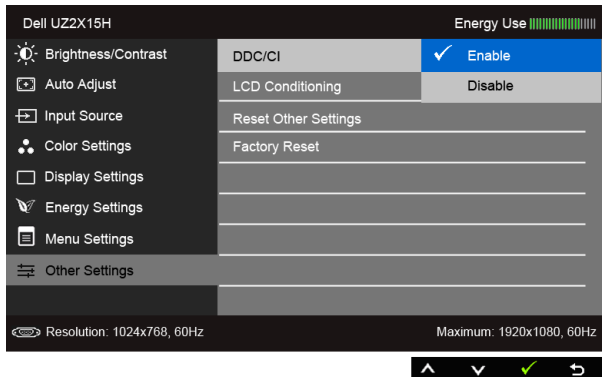 Dell UZ2X15H
Energy Use
Brightness/Contrast
Auto Adjust
Input Source
Color Settings
Display Settings
Energy Settings
Menu Settings
Other Settings
DDC/CI
LCD Conditioning
Reset Other Settings
Factory Reset
Enable
Disable
Resolution: 1024x768, 60Hz
Maximum: 1920x1080, 60Hz